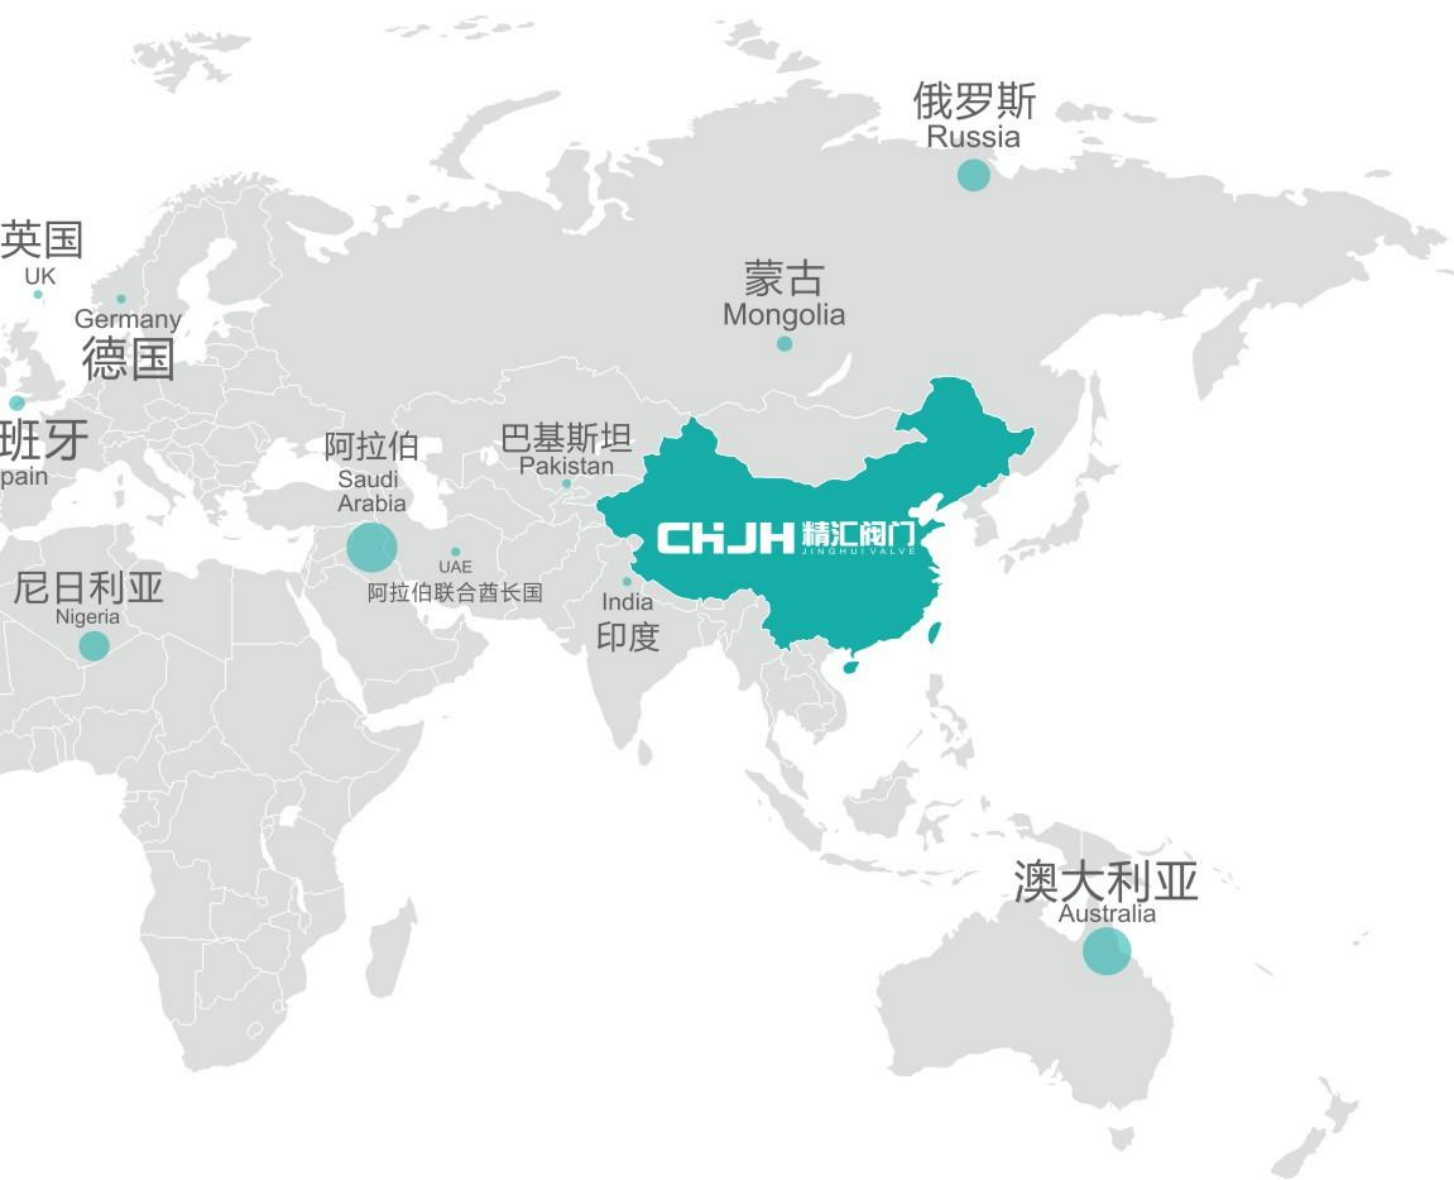 俄罗斯
Russia
英国
UK
蒙古
Mongolia
Germany
德国
班牙
pain
阿拉伯
Saudi
Arabia
巴基斯坦
Pakistan
CHJH 精汇阀门
JINGHUI VALVE
UAE
阿拉伯联合酋长国
尼日利亚
Nigeria
India
印度
澳大利亚
Australia